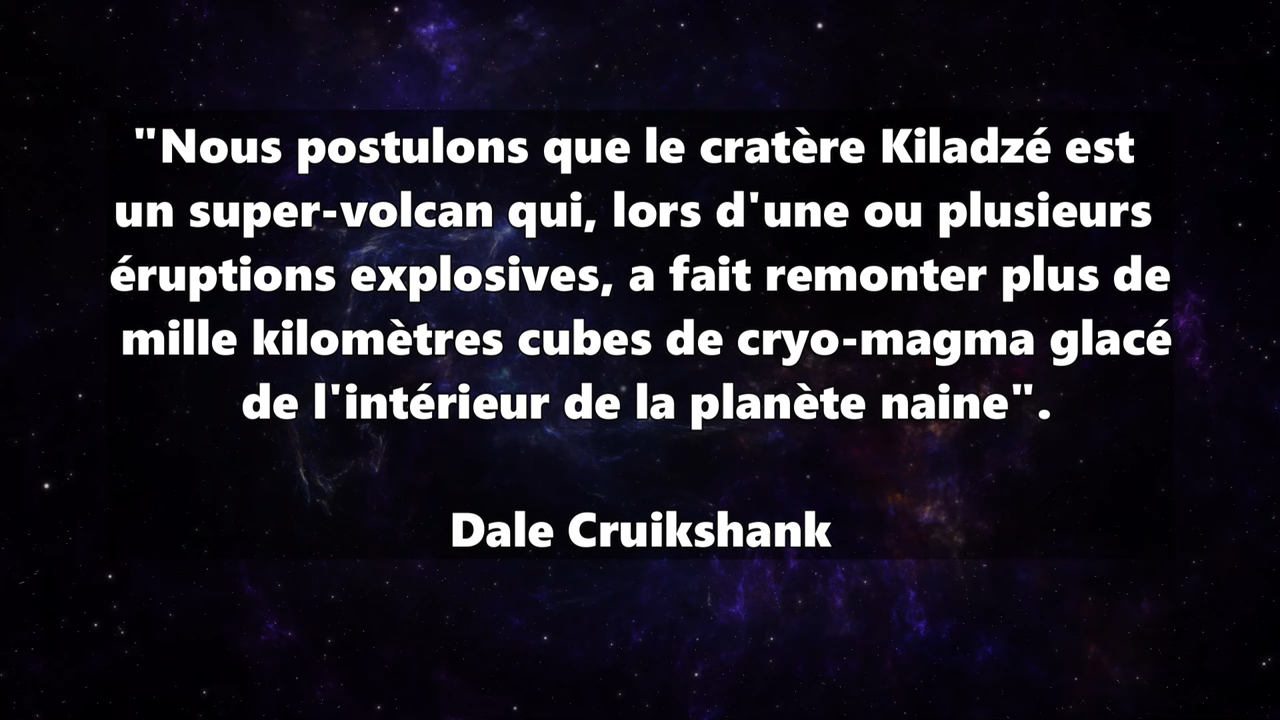 "Nous postulons que le cratère Kiladzé est
un super-volcan qui, lors d'une ou plusieurs
éruptions explosives, a fait remonter plus de
mille kilomètres cubes de cryo-magma glacé
de l'intérieur de la planète naine".
Dale Cruikshank